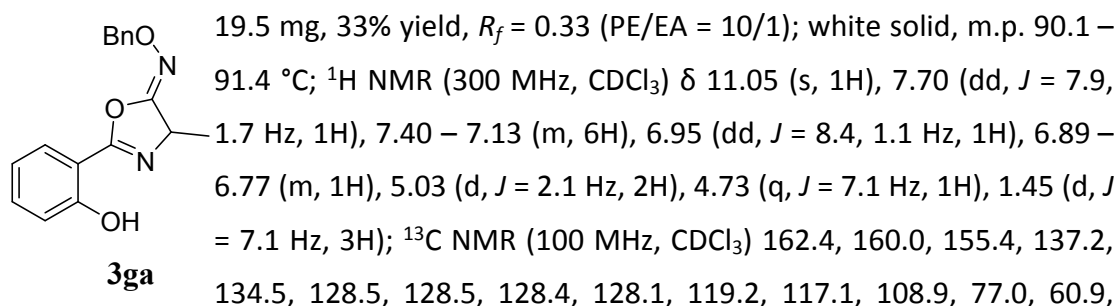 BnO
N
O
N
OH
3ga
19.5 mg, 33% yield, Rf = 0.33 (PE/EA = 10/1); white solid, m.p. 90.1 –
91.4 °C; ¹H NMR (300 MHz, CDCl₃) δ 11.05 (s, 1H), 7.70 (dd, J = 7.9,
1.7 Hz, 1H), 7.40 – 7.13 (m, 6H), 6.95 (dd, J = 8.4, 1.1 Hz, 1H), 6.89 –
6.77 (m, 1H), 5.03 (d, J = 2.1 Hz, 2H), 4.73 (q, J = 7.1 Hz, 1H), 1.45 (d, J
= 7.1 Hz, 3H); ¹³C NMR (100 MHz, CDCl₃) 162.4, 160.0, 155.4, 137.2,
134.5, 128.5, 128.5, 128.4, 128.1, 119.2, 117.1, 108.9, 77.0, 60.9,